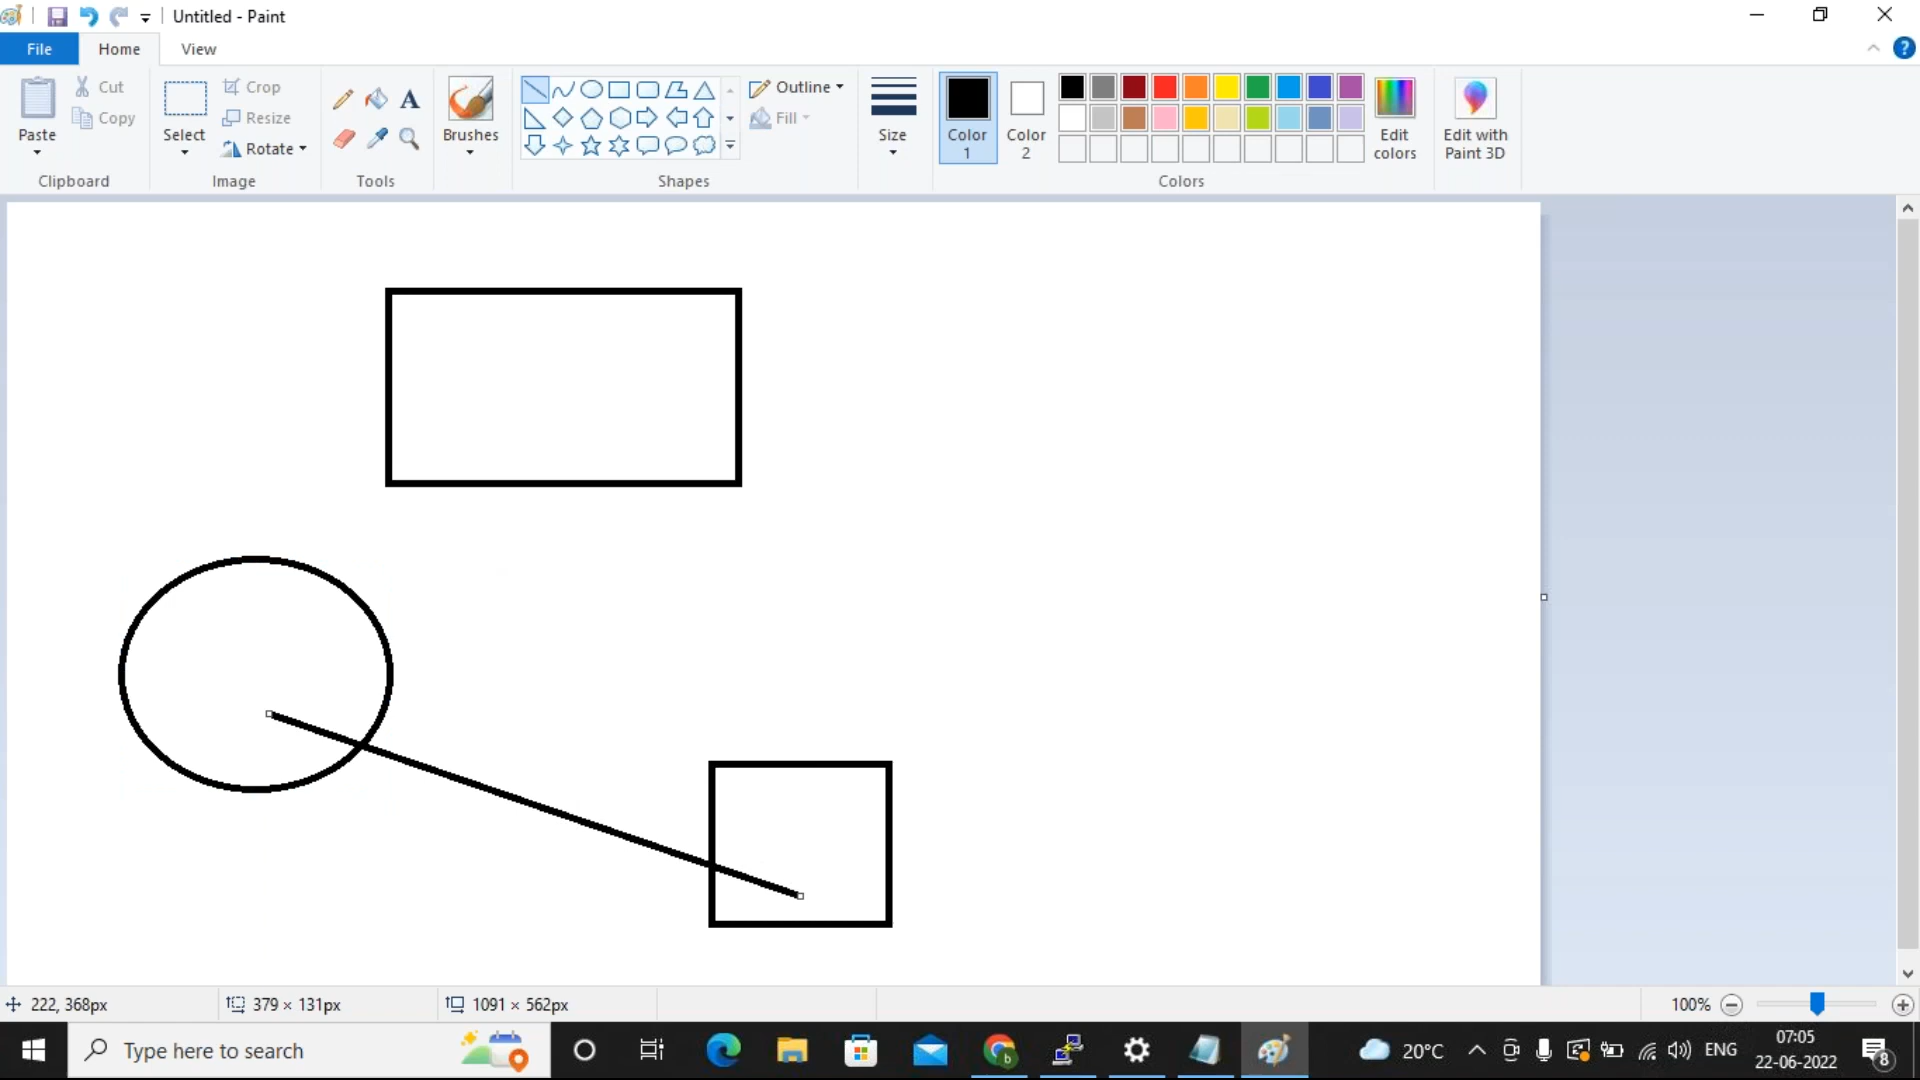 Untitled - Paint
File Home View
Paste
Cut
Copy
Clipboard
Select
Crop
Resize
Rotate
Image
A
Tools
Brushes
Shapes
Outline
Fill
Size
Color 1
Color 2
Edit colors
Colors
Edit with Paint 3D
222, 368px
379 × 131px
1091 × 562px
100%
Type here to search
20°C
ENG
07:05
22-06-2022
8